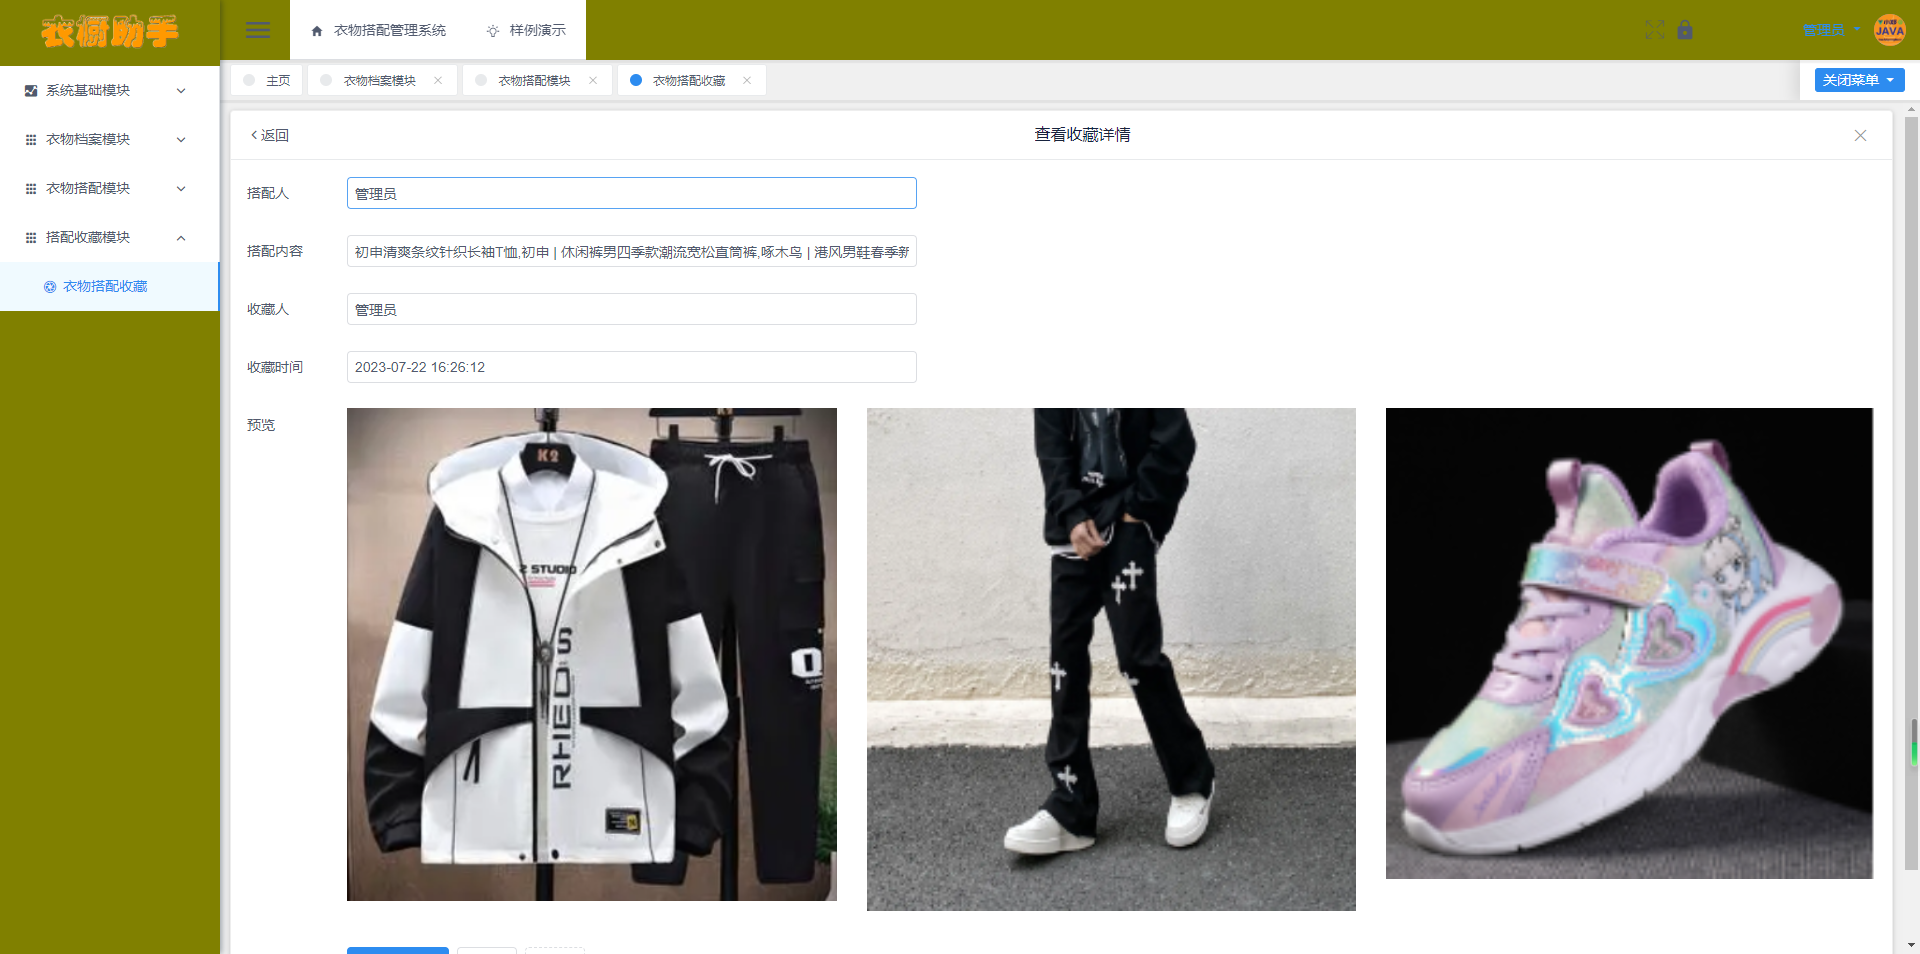 衣橱助手
衣物搭配管理系统
样例演示
管理员
JAVA
主页
衣物档案模块
衣物搭配模块
衣物搭配收藏
关闭菜单
系统基础模块
衣物档案模块
衣物搭配模块
搭配收藏模块
衣物搭配收藏
返回
查看收藏详情
搭配人
管理员
搭配内容
初申清爽条纹针织长袖T恤,初申 | 休闲裤男四季款潮流宽松直筒裤,啄木鸟 | 港风男鞋春季新
收藏人
管理员
收藏时间
2023-07-22 16:26:12
预览
K2
STUDIO